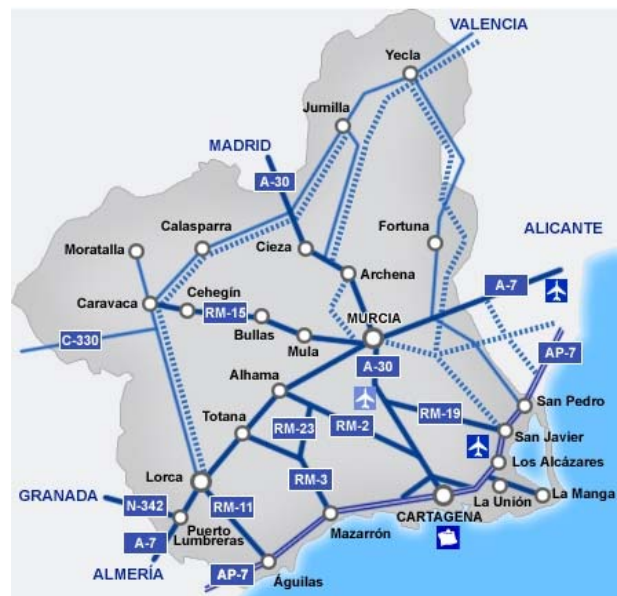 VALENCIA
Yecla
Jumilla
MADRID
A-30
Calasparra
Fortuna
ALICANTE
Moratalla
Cieza
Archena
A-7
Caravaca
Cehegín
RM-15
MURCIA
Bullas
C-330
Mula
AP-7
A-30
Alhama
San Pedro
RM-19
Totana
RM-23
RM-2
San Javier
Los Alcázares
Lorca
RM-3
GRANADA
RM-11
La Unión
La Manga
N-342
CARTAGENA
Puerto
Lumbreras
Mazarrón
A-7
ALMERÍA
AP-7
Águilas